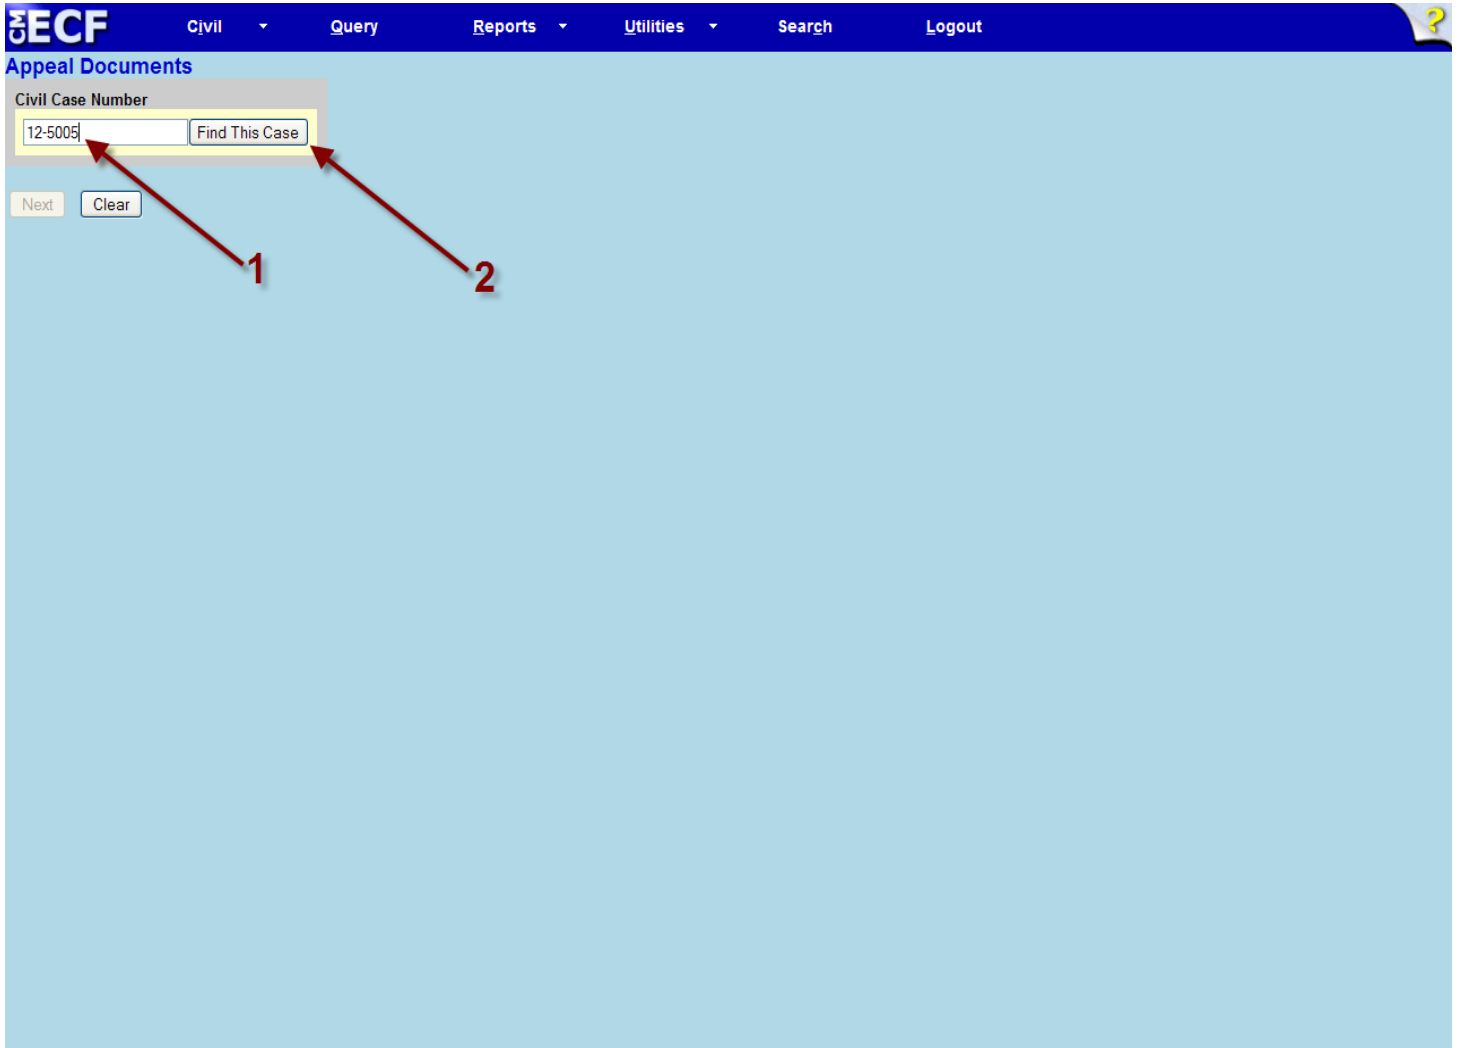 CM ECF Civil Query Reports Utilities Search Logout ?
Appeal Documents
Civil Case Number
12-5005 Find This Case
Next Clear
1
2